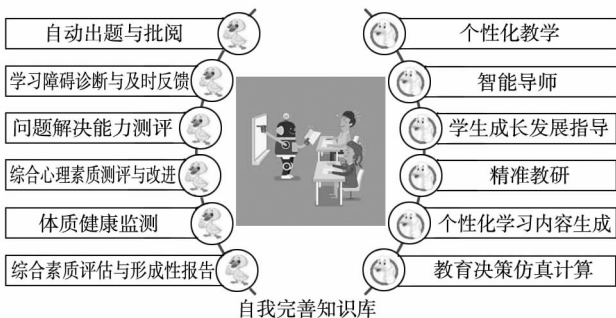 自动出题与批阅
学习障碍诊断与及时反馈
问题解决能力测评
综合心理素质测评与改进
体质健康监测
综合素质评估与形成性报告
个性化教学
智能导师
学生成长发展指导
精准教研
个性化学习内容生成
教育决策仿真计算
自我完善知识库